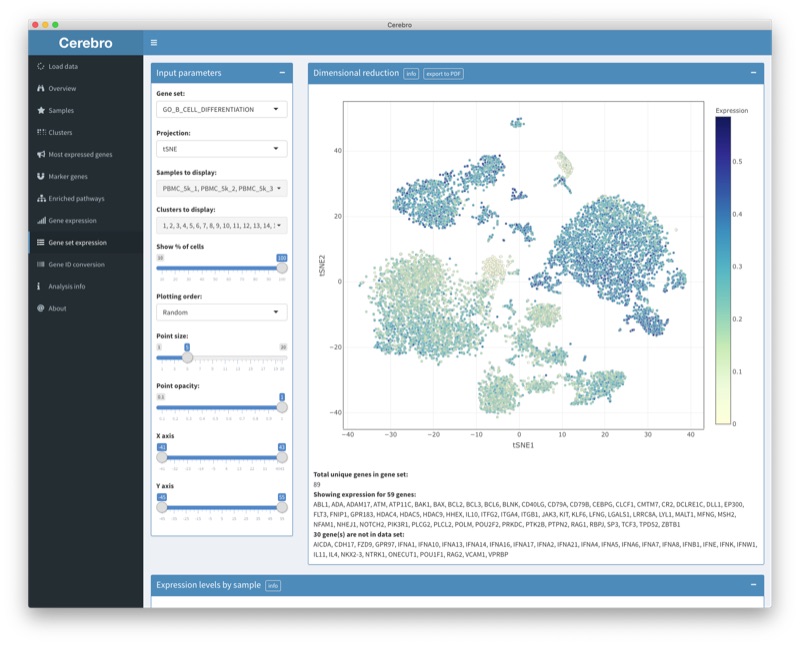 Cerebro
Cerebro
Load data
Overview
Samples
Clusters
Most expressed genes
Marker genes
Enriched pathways
Gene expression
Gene set expression
Gene ID conversion
Analysis info
About
Input parameters
Gene set:
GO_B_CELL_DIFFERENTIATION
Projection:
tSNE
Samples to display:
PBMC_5k_1, PBMC_5k_2, PBMC_5k_3
Clusters to display:
1, 2, 3, 4, 5, 6, 7, 8, 9, 10, 11, 12, 13, 14,
Show % of cells
10 100
Plotting order:
Random
Point size:
1 5 20
Point opacity:
0.1 1
X axis
Y axis
Dimensional reduction info export to PDF
Expression
0.5
0.4
0.3
0.2
0.1
0
40
20
0
−20
−40
tSNE2
−40 −30 −20 −10 0 10 20 30 40
tSNE1
Total unique genes in gene set:
89
Showing expression for 59 genes:
ABL1, ADA, ADAM17, ATM, ATP11C, BAK1, BAX, BCL2, BCL3, BCL6, BLNK, CD40LG, CD79A, CD79B, CEBPG, CLCF1, CMTM7, CR2, DCLRE1C, DLL1, EP300,
FLT3, FNIP1, GPR183, HDAC4, HDAC5, HDAC9, HHEX, IL10, ITFG2, ITGA4, ITGB1, JAK3, KIT, KLF6, LFNG, LGALS1, LRRC8A, LYL1, MALT1, MFNG, MSH2,
NFAM1, NHEJ1, NOTCH2, PIK3R1, PLCG2, PLCL2, POLM, POU2F2, PRKDC, PTK2B, PTPN2, RAG1, RBPJ, SP3, TCF3, TPD52, ZBTB1
30 gene(s) are not in data set:
AICDA, CDH17, FZD9, GPR97, IFNA1, IFNA10, IFNA13, IFNA14, IFNA16, IFNA17, IFNA2, IFNA21, IFNA4, IFNA5, IFNA6, IFNA7, IFNA8, IFNB1, IFNE, IFNK, IFNW1,
IL11, IL4, NKX2-3, NTRK1, ONECUT1, POU1F1, RAG2, VCAM1, VPRBP
Expression levels by sample info